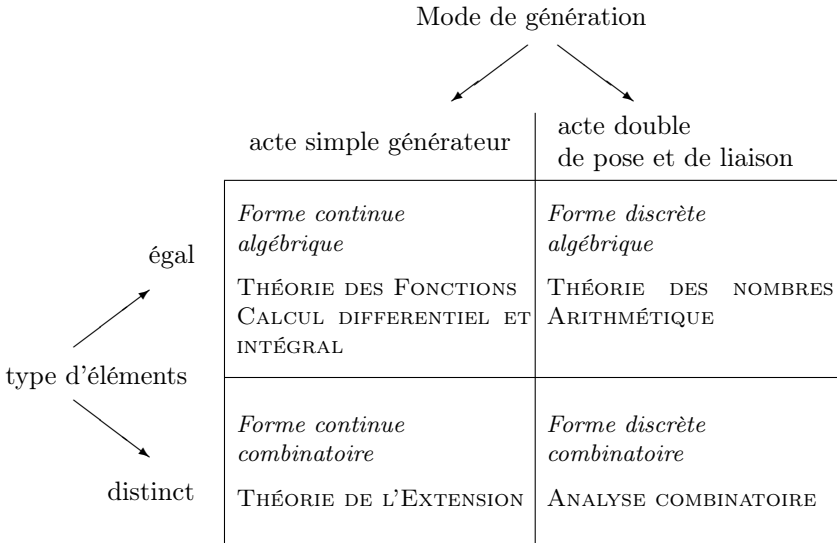 Mode de génération
acte simple générateur
acte double
de pose et de liaison
égal
Forme continue
algébrique
Théorie des Fonctions
Calcul differentiel et
intégral
Forme discrète
algébrique
Théorie des nombres
Arithmétique
type d'éléments
distinct
Forme continue
combinatoire
Théorie de l'Extension
Forme discrète
combinatoire
Analyse combinatoire